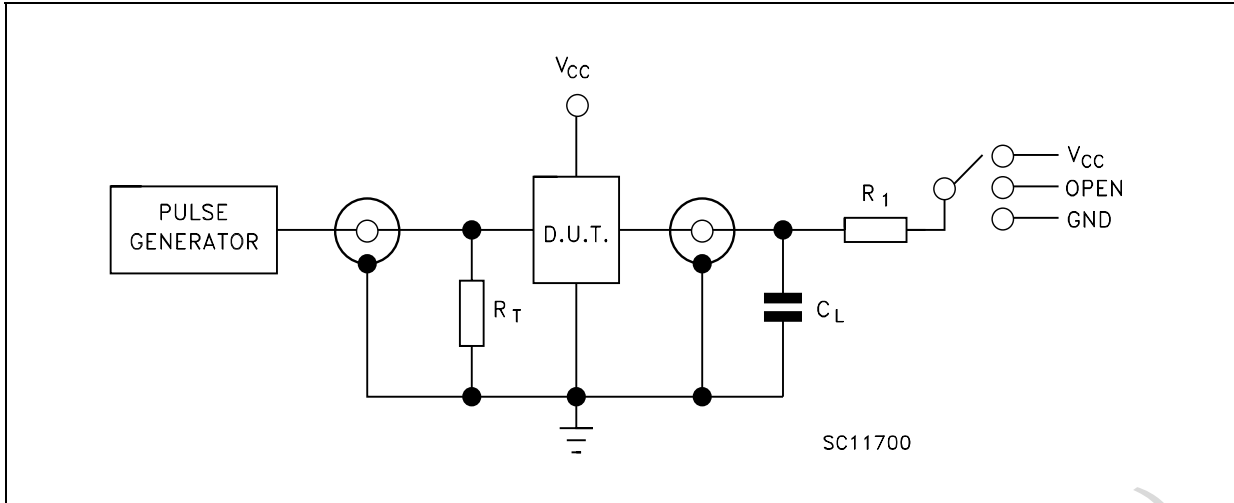 VCC
PULSE
GENERATOR
D.U.T.
RT
CL
R1
VCC
OPEN
GND
SC11700